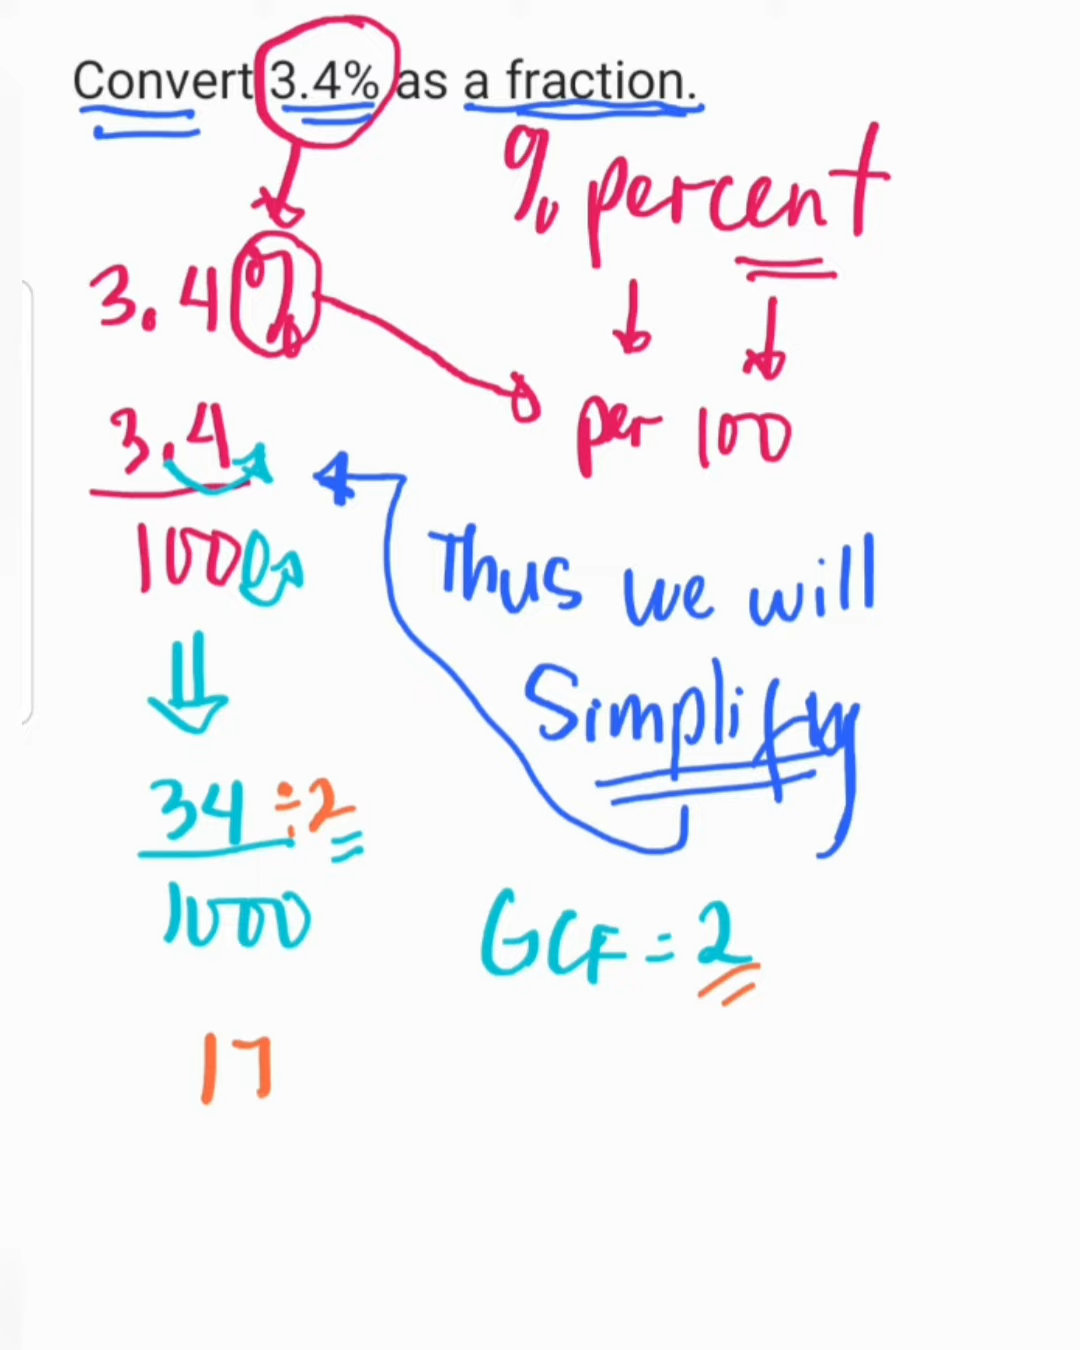 Convert 3.4% as a fraction.
% percent
3.4%
per 100
3.4
1000
Thus we will
Simplify
34 ÷2
1000
GCF = 2
17